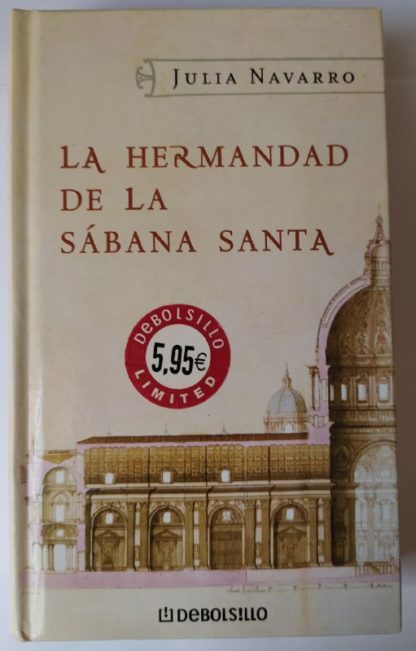 JULIA NAVARRO
LA HERMANDAD
DE LA
SÁBANA SANTA
DEBOLSILLO
5,95€
LIMITED
DEBOLSILLO